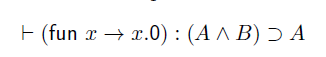 ⊢ (fun x → x.0) : (A ∧ B) ⊃ A